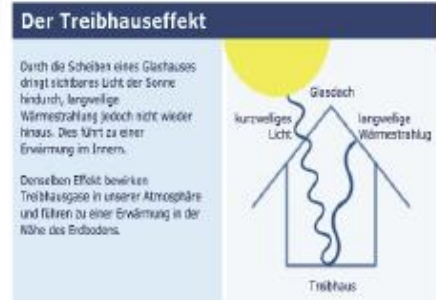 Der Treibhauseffekt
Durch die Scheiben eines Glashauses
dringt sichtbares Licht der Sonne
hindurch, langwellige
Wärmestrahlung jedoch nicht wieder
hinaus. Dies führt zu einer
Erwärmung im Innern.
Denselben Effekt bewirken
Treibhausgase in unserer Atmosphäre
und führen zu einer Erwärmung in der
Nähe des Erdbodens.
Glasdach
kurzwelliges
Licht
langwellige
Wärmestrahlug
Treibhaus